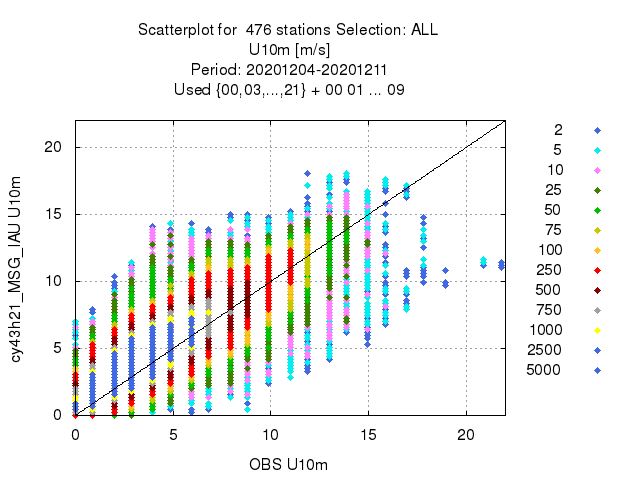 Scatterplot for  476 stations Selection: ALL
U10m [m/s]
Period: 20201204-20201211
Used {00,03,...,21} + 00 01 ... 09
cy43h21_MSG_IAU U10m
20
15
10
5
0
0 5 10 15 20
OBS U10m
2
5
10
25
50
75
100
250
500
750
1000
2500
5000